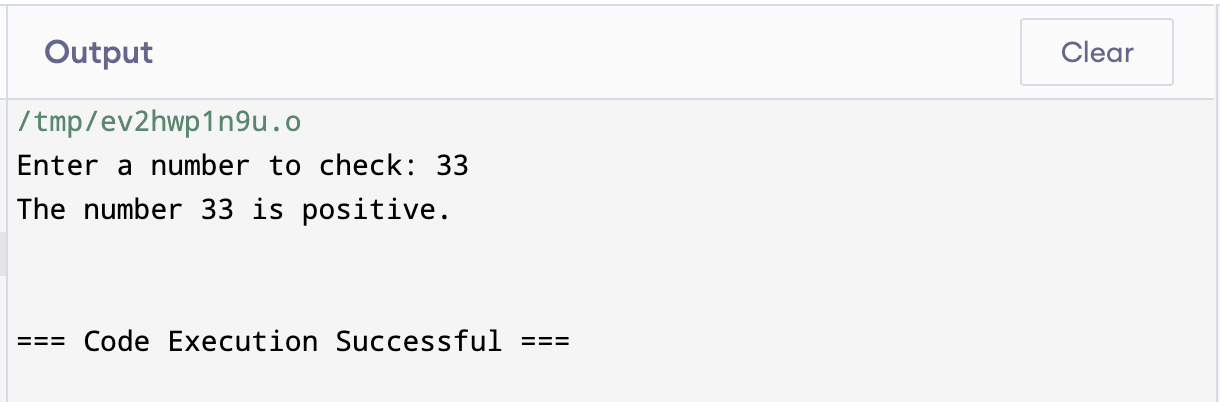 Output
Clear
/tmp/ev2hwp1n9u.o
Enter a number to check: 33
The number 33 is positive.
=== Code Execution Successful ===